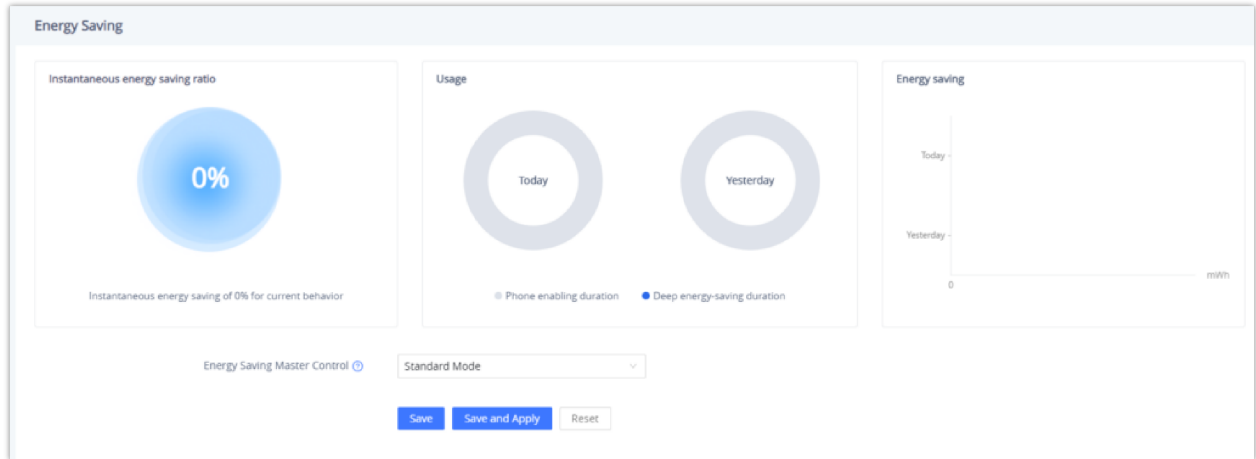 Energy Saving
Instantaneous energy saving ratio
0%
Instantaneous energy saving of 0% for current behavior
Usage
Today
Yesterday
Phone enabling duration
Deep energy-saving duration
Energy saving
Today
Yesterday
0
mWh
Energy Saving Master Control ?
Standard Mode
Save
Save and Apply
Reset